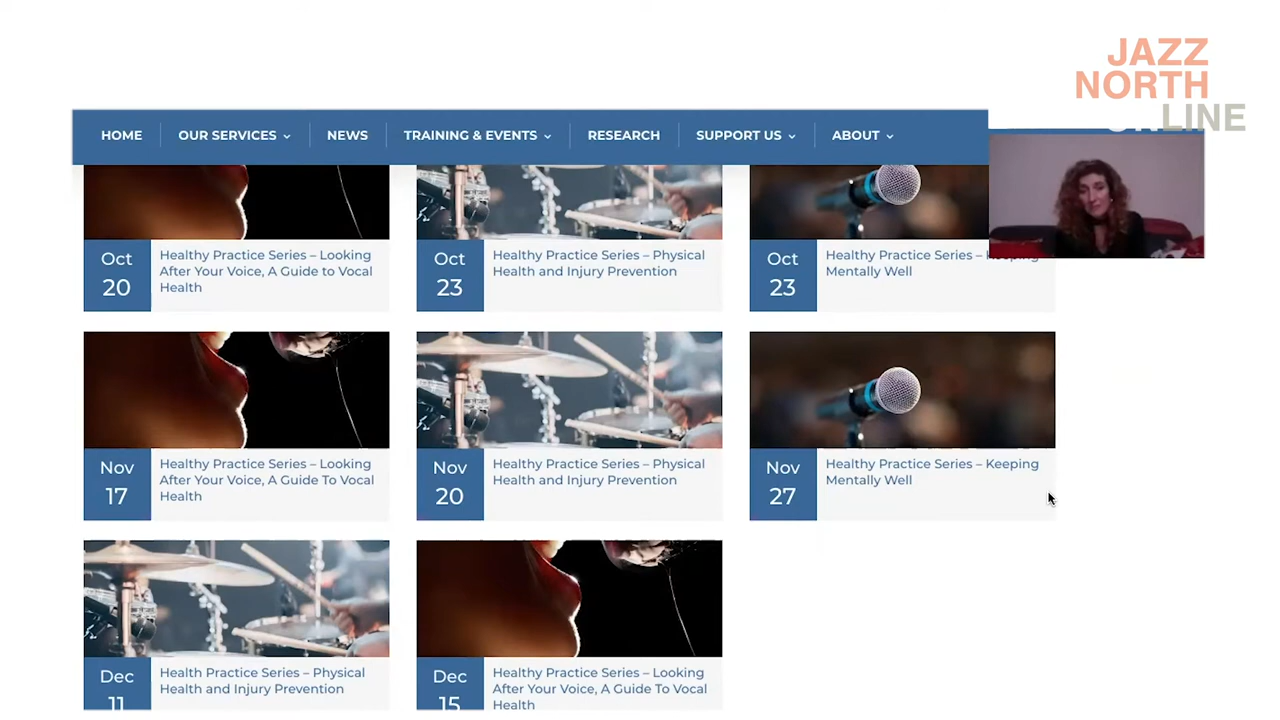 JAZZ
NORTH
ONLINE
HOME
OUR SERVICES
NEWS
TRAINING & EVENTS
RESEARCH
SUPPORT US
ABOUT
Oct
20
Healthy Practice Series – Looking
After Your Voice, A Guide to Vocal
Health
Oct
23
Healthy Practice Series – Physical
Health and Injury Prevention
Oct
23
Healthy Practice Series – Keeping
Mentally Well
Nov
17
Healthy Practice Series – Looking
After Your Voice, A Guide To Vocal
Health
Nov
20
Healthy Practice Series – Physical
Health and Injury Prevention
Nov
27
Healthy Practice Series – Keeping
Mentally Well
Dec
11
Health Practice Series – Physical
Health and Injury Prevention
Dec
15
Healthy Practice Series – Looking
After Your Voice, A Guide To Vocal
Health